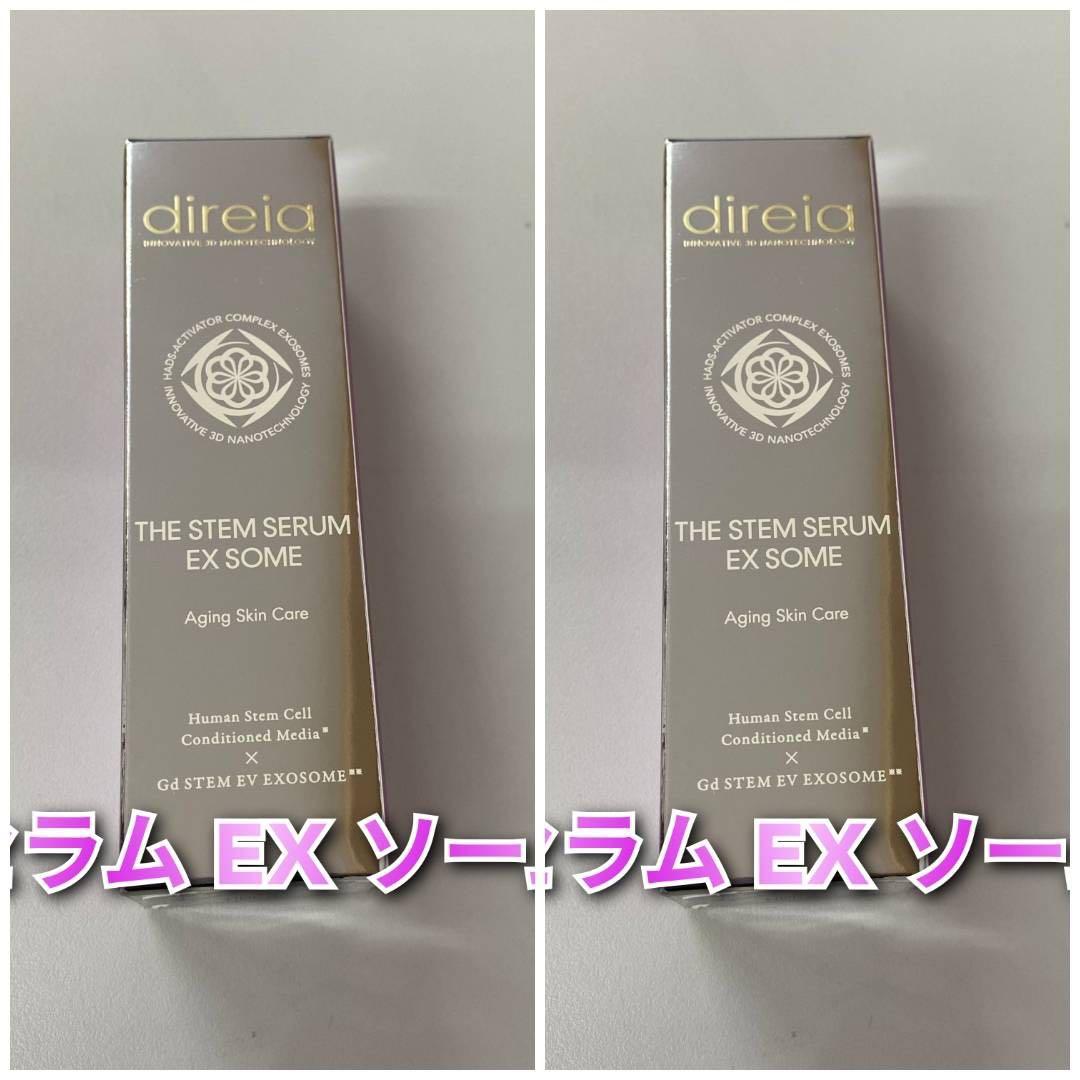 direia
INNOVATIVE 3D NANOTECHNOLOGY
HADS-ACTIVATOR COMPLEX EXOSOMES
INNOVATIVE 3D NANOTECHNOLOGY
THE STEM SERUM
EX SOME
Aging Skin Care
Human Stem Cell
Conditioned Media*
×
Gd STEM EV EXOSOME**
ラム EX ソー
direia
INNOVATIVE 3D NANOTECHNOLOGY
HADS-ACTIVATOR COMPLEX EXOSOMES
INNOVATIVE 3D NANOTECHNOLOGY
THE STEM SERUM
EX SOME
Aging Skin Care
Human Stem Cell
Conditioned Media*
×
Gd STEM EV EXOSOME**
ラム EX ソー